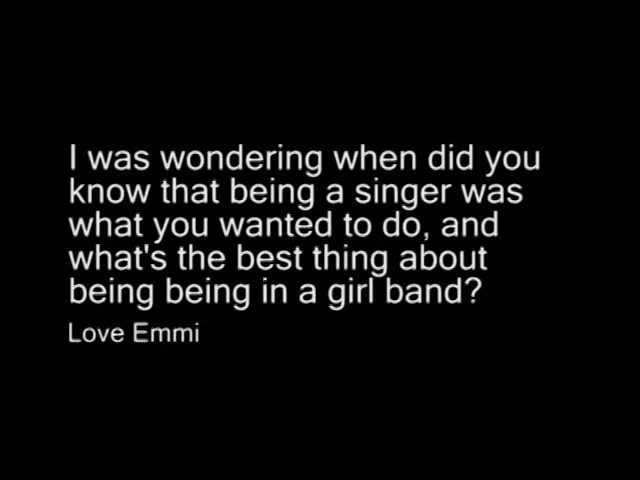 I was wondering when did you
know that being a singer was
what you wanted to do, and
what's the best thing about
being being in a girl band?
Love Emmi